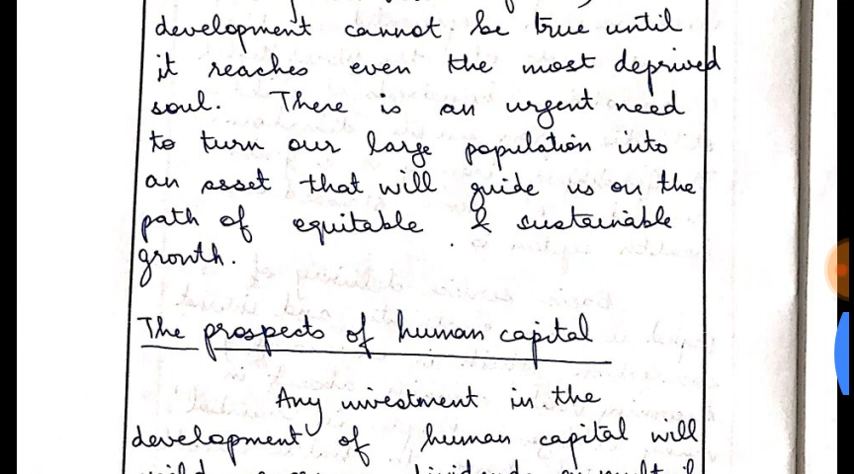 development cannot be true until
it reaches even the most deprived
soul. There is an urgent need
to turn our large population into
an asset that will guide us on the
path of equitable & sustainable
growth.
The prospects of human capital
Any investment in the
development of human capital will
dividends